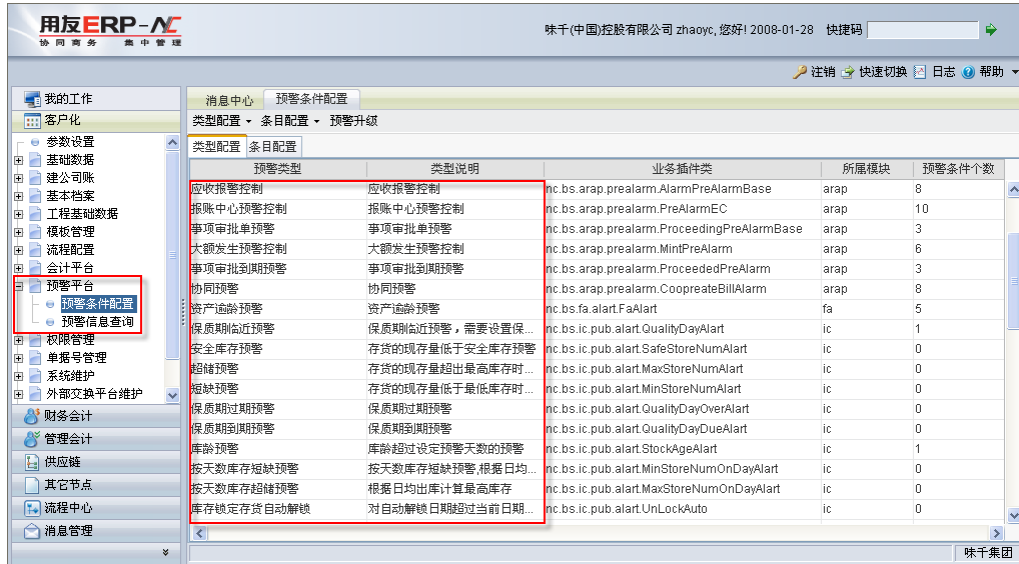 用友ERP-NC
协同商务 集中管理
味千(中国)控股有限公司 zhaoyc, 您好! 2008-01-28 快捷码
注销 快速切换 日志 帮助
我的工作
客户化
参数设置
基础数据
建公司账
基本档案
工程基础数据
模板管理
流程配置
会计平台
预警平台
预警条件配置
预警信息查询
权限管理
单据号管理
系统维护
外部交换平台维护
财务会计
管理会计
供应链
其它节点
流程中心
消息管理
消息中心 预警条件配置
类型配置 条目配置 预警升级
类型配置 条目配置
预警类型 类型说明 业务插件类 所属模块 预警条件个数
应收报警控制 应收报警控制 nc.bs.arap.prealarm.AlarmPreAlarmBase arap 8
报账中心预警控制 报账中心预警控制 nc.bs.arap.prealarm.PreAlarmEC arap 10
事项审批单预警 事项审批单预警 nc.bs.arap.prealarm.ProceedingPreAlarmBase arap 3
大额发生预警控制 大额发生预警控制 nc.bs.arap.prealarm.MintPreAlarm arap 6
事项审批到期预警 事项审批到期预警 nc.bs.arap.prealarm.ProceededPreAlarm arap 3
协同预警 协同预警 nc.bs.arap.prealarm.CoopreateBillAlarm arap 8
资产逾龄预警 资产逾龄预警 nc.bs.fa.alart.FaAlart fa 5
保质期临近预警 保质期临近预警，需要设置保... nc.bs.ic.pub.alart.QualityDayAlart ic 1
安全库存预警 存货的现存量低于安全库存预警 nc.bs.ic.pub.alart.SafeStoreNumAlart ic 0
超储预警 存货的现存量超出最高库存时... nc.bs.ic.pub.alart.MaxStoreNumAlart ic 0
短缺预警 存货的现存量低于最低库存时... nc.bs.ic.pub.alart.MinStoreNumAlart ic 0
保质期过期预警 保质期过期预警 nc.bs.ic.pub.alart.QualityDayOverAlart ic 0
保质期到期预警 保质期到期预警 nc.bs.ic.pub.alart.QualityDayDueAlart ic 0
库龄预警 库龄超过设定预警天数的预警 nc.bs.ic.pub.alart.StockAgeAlart ic 1
按天数库存短缺预警 按天数库存短缺预警,根据日均... nc.bs.ic.pub.alart.MinStoreNumOnDayAlart ic 0
按天数库存超储预警 根据日均出库计算最高库存 nc.bs.ic.pub.alart.MaxStoreNumOnDayAlart ic 0
库存锁定存货自动解锁 对自动解锁日期超过当前日期... nc.bs.ic.pub.alart.UnLockAuto ic 0
味千集团